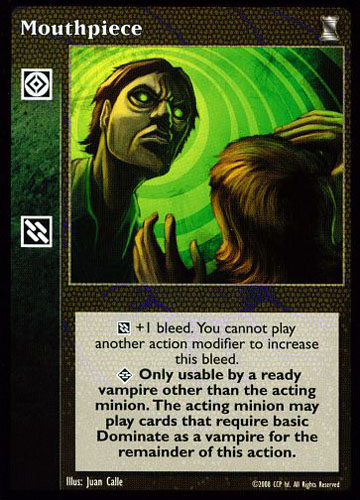 Mouthpiece
+1 bleed. You cannot play
another action modifier to increase
this bleed.
Only usable by a ready
vampire other than the acting
minion. The acting minion may
play cards that require basic
Dominate as a vampire for the
remainder of this action.
Illus: Juan Calle
©2008 CCP hf. All Rights Reserved